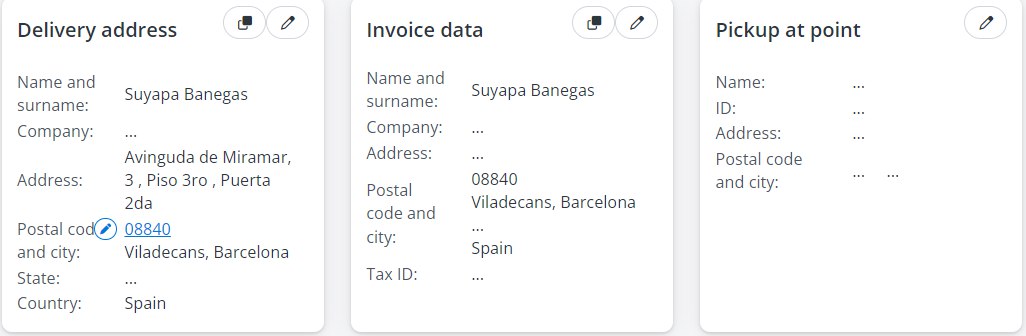 Delivery address
Name and
surname:
Suyapa Banegas
Company:
...
Address:
Avinguda de Miramar,
3 , Piso 3ro , Puerta
2da
Postal cod
and city:
08840
Viladecans, Barcelona
State:
...
Country:
Spain
Invoice data
Name and
surname:
Suyapa Banegas
Company:
...
Address:
...
Postal
code and
city:
08840
Viladecans, Barcelona
...
Spain
Tax ID:
...
Pickup at point
Name:
...
ID:
...
Address:
...
Postal code
and city:
... ...